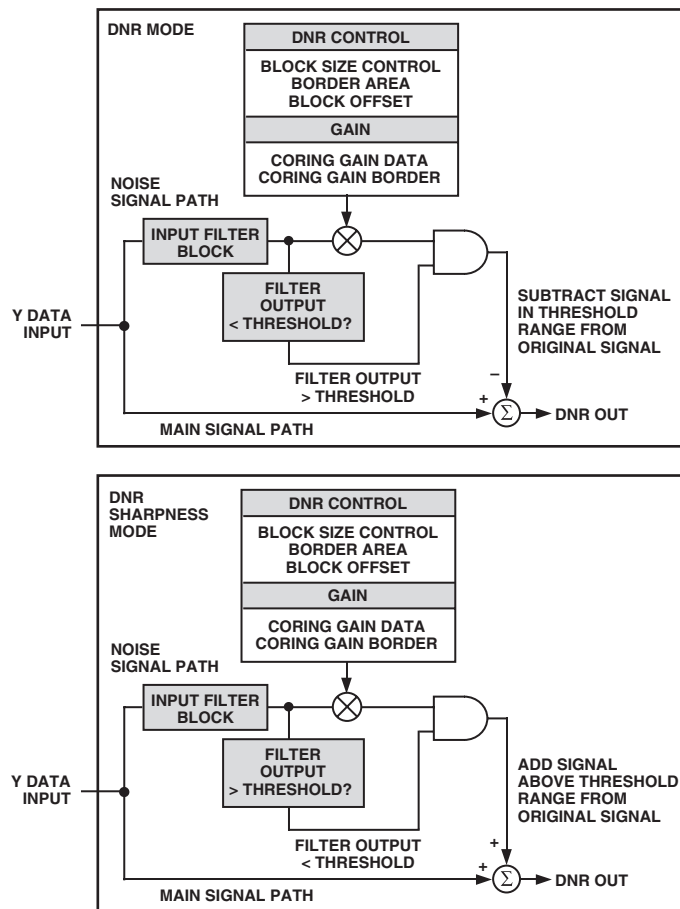 DNR MODE
DNR CONTROL
BLOCK SIZE CONTROL
BORDER AREA
BLOCK OFFSET
GAIN
CORING GAIN DATA
CORING GAIN BORDER
NOISE
SIGNAL PATH
INPUT FILTER
BLOCK
FILTER
OUTPUT
< THRESHOLD?
Y DATA
INPUT
SUBTRACT SIGNAL
IN THRESHOLD
RANGE FROM
ORIGINAL SIGNAL
FILTER OUTPUT
> THRESHOLD
–
+
Σ
DNR OUT
MAIN SIGNAL PATH
DNR
SHARPNESS
MODE
DNR CONTROL
BLOCK SIZE CONTROL
BORDER AREA
BLOCK OFFSET
GAIN
CORING GAIN DATA
CORING GAIN BORDER
NOISE
SIGNAL PATH
INPUT FILTER
BLOCK
FILTER
OUTPUT
> THRESHOLD?
Y DATA
INPUT
ADD SIGNAL
ABOVE THRESHOLD
RANGE FROM
ORIGINAL SIGNAL
FILTER OUTPUT
< THRESHOLD
+
+
Σ
DNR OUT
MAIN SIGNAL PATH